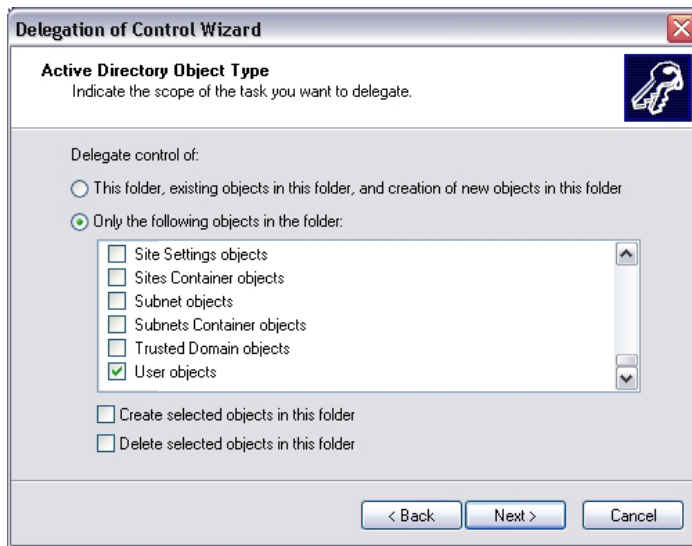 Delegation of Control Wizard
Active Directory Object Type
Indicate the scope of the task you want to delegate.
Delegate control of:
This folder, existing objects in this folder, and creation of new objects in this folder
Only the following objects in the folder:
Site Settings objects
Sites Container objects
Subnet objects
Subnets Container objects
Trusted Domain objects
User objects
Create selected objects in this folder
Delete selected objects in this folder
< Back Next > Cancel